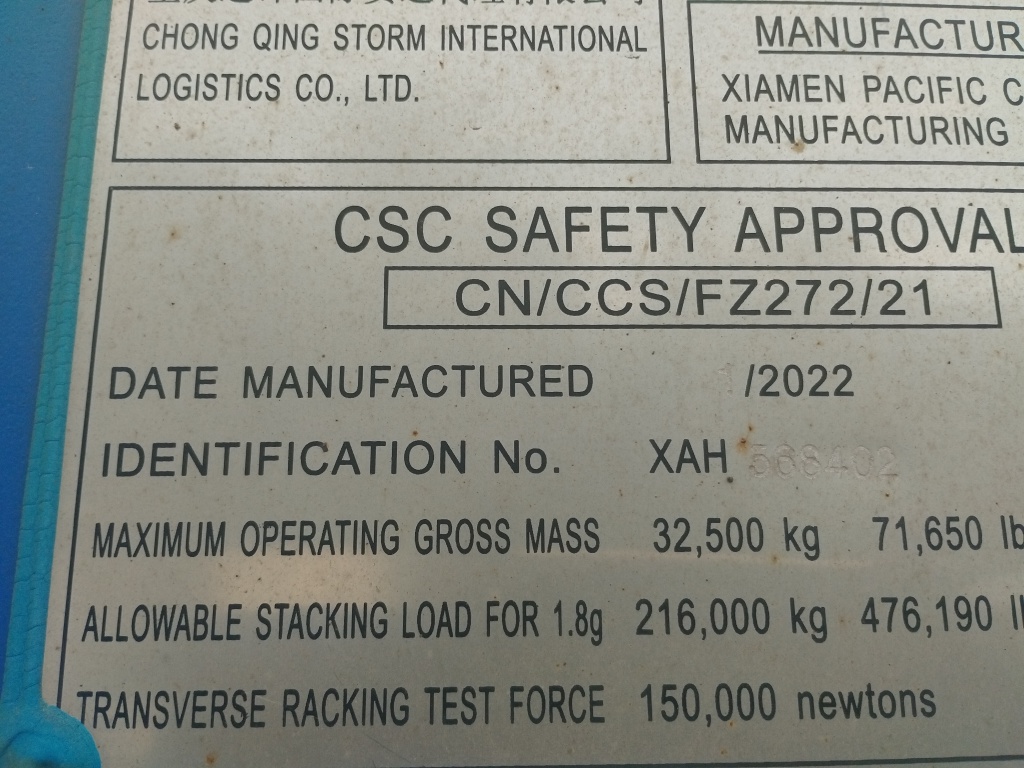 CHONG QING STORM INTERNATIONAL
LOGISTICS CO., LTD.
MANUFACTUR
XIAMEN PACIFIC C
MANUFACTURING
CSC SAFETY APPROVAL
CN/CCS/FZ272/21
DATE MANUFACTURED /2022
IDENTIFICATION No. XAH 568402
MAXIMUM OPERATING GROSS MASS 32,500 kg 71,650 lb
ALLOWABLE STACKING LOAD FOR 1.8g 216,000 kg 476,190 l
TRANSVERSE RACKING TEST FORCE 150,000 newtons